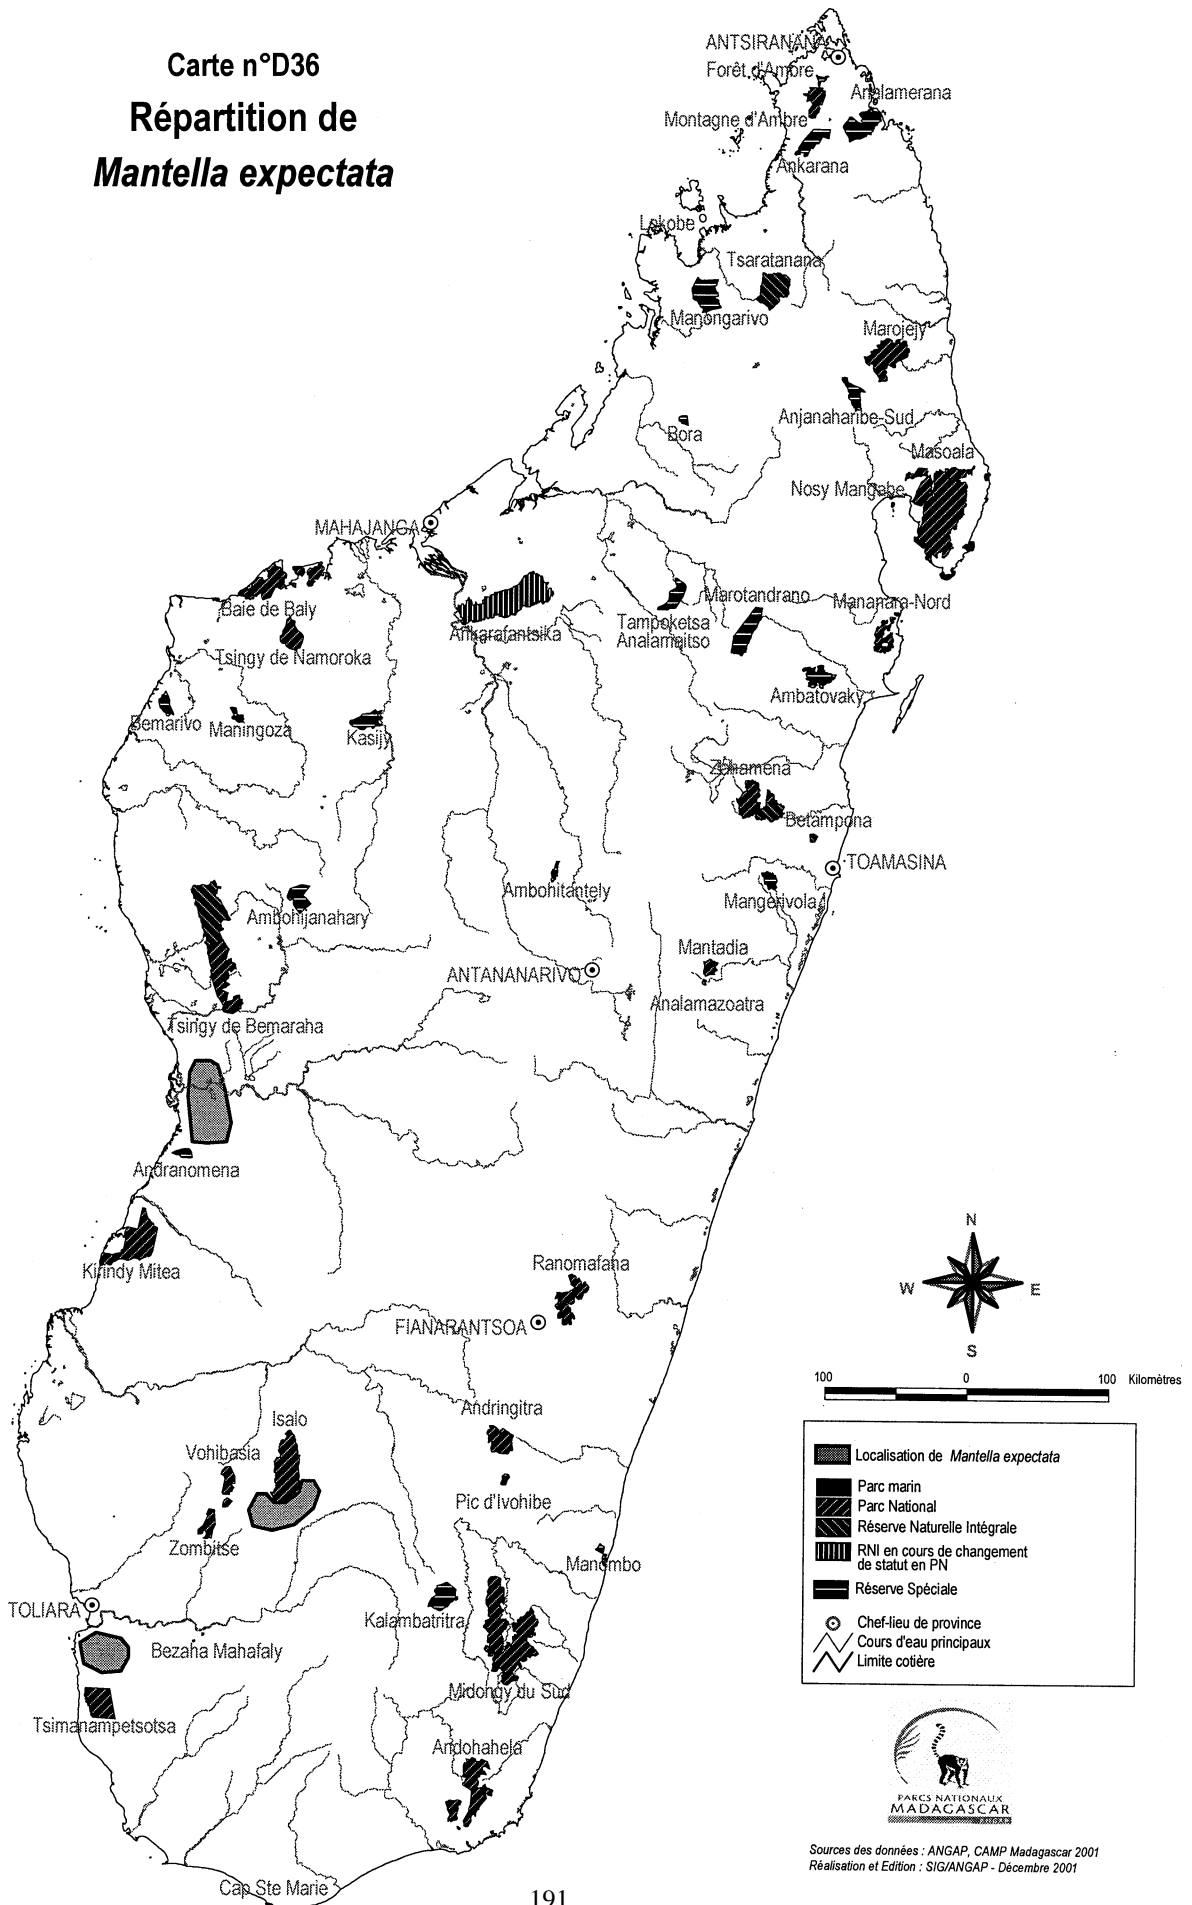 Carte n°D36
Répartition de
Mantella expectata
ANTSIRANANA
Forêt d'Ambre
Analamerana
Montagne d'Ambre
Ankarana
Lokobe
Tsaratanana
Manongarivo
Marojejy
Anjanaharibe-Sud
Bora
Masoala
Nosy Mangabe
MAHAJANGA
Baie de Baly
Marotandrano
Mananara-Nord
Tampoketsa
Analamaitso
Ankarafantsika
Tsingy de Namoroka
Ambatovaky
Bemarivo
Maningoza
Kasijy
Zahamena
Betampona
TOAMASINA
Ambohitantely
Mangerivola
Ambohijanahary
Mantadia
ANTANANARIVO
Analamazoatra
Tsingy de Bemaraha
Andranomena
Kirindy Mitea
Ranomafana
FIANARANTSOA
Andringitra
Isalo
Vohibasia
Pic d'Ivohibe
Zombitse
Manombo
TOLIARA
Kalambatritra
Bezaha Mahafaly
Midongy du Sud
Tsimanampetsotsa
Andohahela
Cap Ste Marie
N
W
E
S
100
0
100
Kilomètres
Localisation de Mantella expectata
Parc marin
Parc National
Réserve Naturelle Intégrale
RNI en cours de changement
de statut en PN
Réserve Spéciale
Chef-lieu de province
Cours d'eau principaux
Limite cotière
PARCS NATIONAUX
MADAGASCAR
Sources des données : ANGAP, CAMP Madagascar 2001
Réalisation et Edition : SIG/ANGAP - Décembre 2001
191